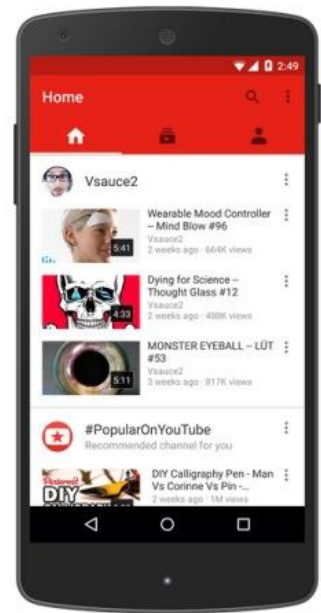 2:49
Home
Vsauce2
Wearable Mood Controller
– Mind Blow #96
Vsauce2
2 weeks ago · 664K views
5:41
Dying for Science –
Thought Glass #12
Vsauce2
2 weeks ago · 488K views
4:33
MONSTER EYEBALL -- LÜT
#53
Vsauce2
3 weeks ago · 817K views
5:11
#PopularOnYouTube
Recommended channel for you
DIY Calligraphy Pen - Man
Vs Corinne Vs Pin -...
2 weeks ago · 1M views
Pinterest
DIY